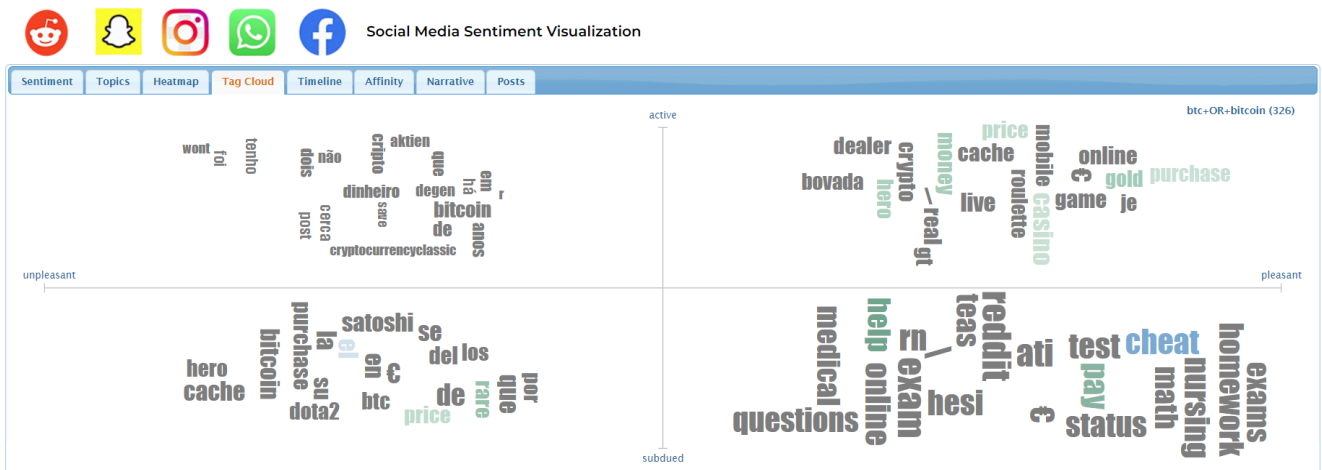 Social Media Sentiment Visualization
Sentiment Topics Heatmap Tag Cloud Timeline Affinity Narrative Posts
btc+OR+bitcoin (326)
active
wont
foi
tenho
dois
não
cripto
aktien
que
dinheiro
degen
há
em
r
post
cerca
save
bitcoin
de
anos
cryptocurrencyclassic
dealer
crypto
money
price
cache
mobile
online
bovada
hero
€
gold
purchase
roulette
live
casino
game
je
–
real
gt
unpleasant
pleasant
hero
cache
bitcoin
purchase
la
satoshi
el
se
del
los
en
€
su
dota2
btc
price
de
rare
que
por
medical
help
rn
—
teas
reddit
ati
test
cheat
questions
online
exam
hesi
€
pay
status
math
nursing
homework
exams
subdued